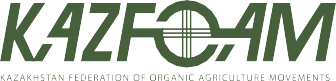 KAZFOAM
KAZAKHSTAN FEDERATION OF ORGANIC AGRICULTURE MOVEMENTS